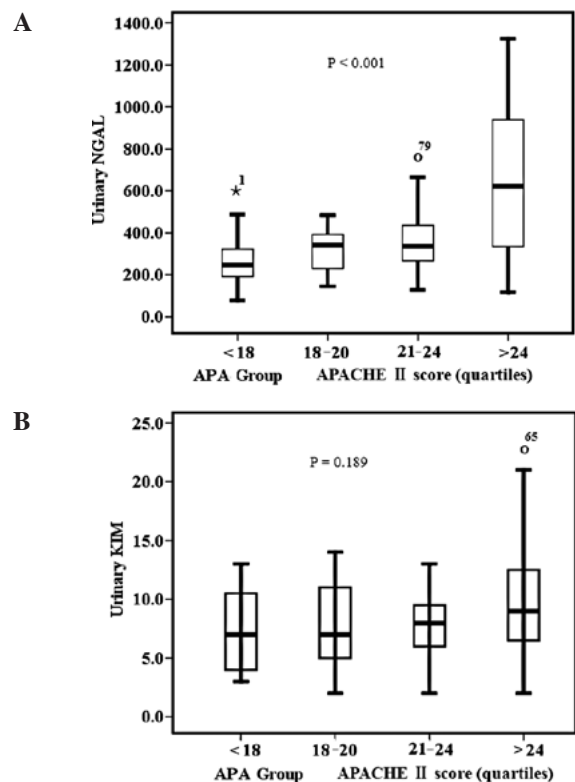 A
1400.0
1200.0
1000.0
800.0
600.0
400.0
200.0
0.0
Urinary NGAL
P < 0.001
1
79
<18 18-20 21-24 >24
APA Group APACHE II score (quartiles)
B
25.0
20.0
15.0
10.0
5.0
0.0
Urinary KIM
P = 0.189
65
<18 18-20 21-24 >24
APA Group APACHE II score (quartiles)